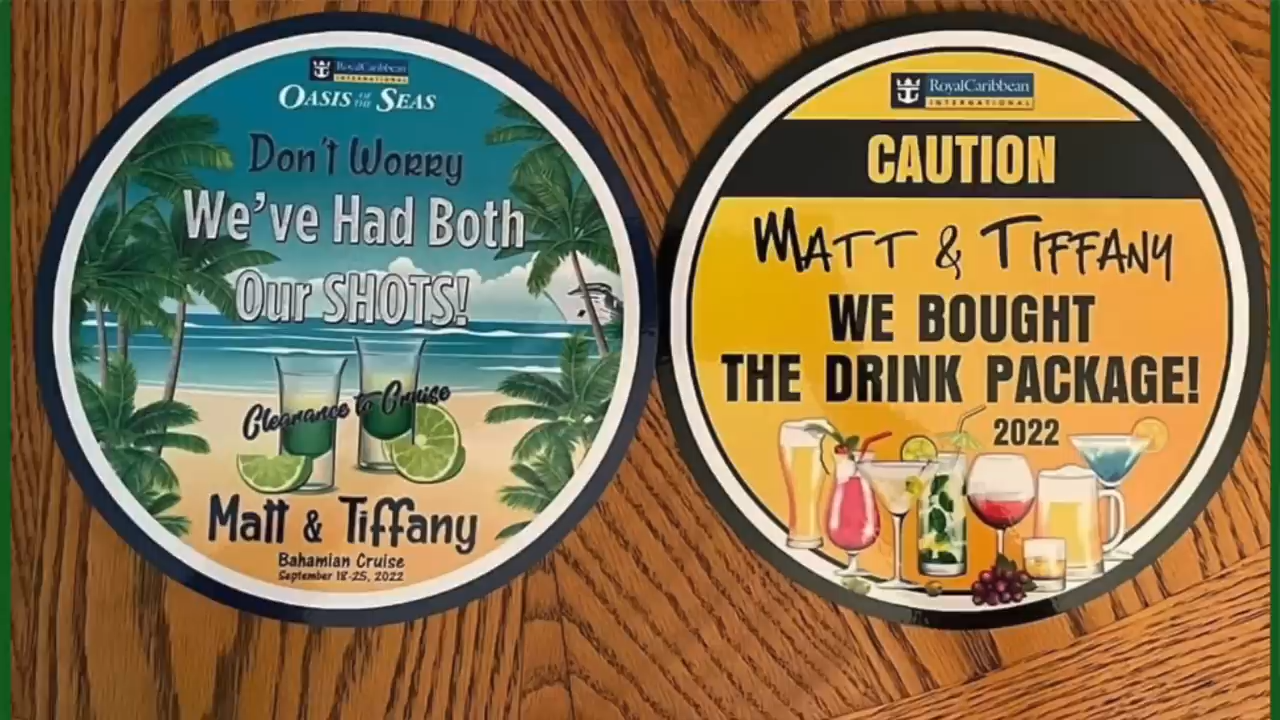 RoyalCaribbean
INTERNATIONAL
OASIS OF THE SEAS
Don't Worry
We've Had Both
Our SHOTS!
Clearance to Cruise
Matt & Tiffany
Bahamian Cruise
September 18-25, 2022
RoyalCaribbean
INTERNATIONAL
CAUTION
MATT & TIFFANY
WE BOUGHT
THE DRINK PACKAGE!
2022